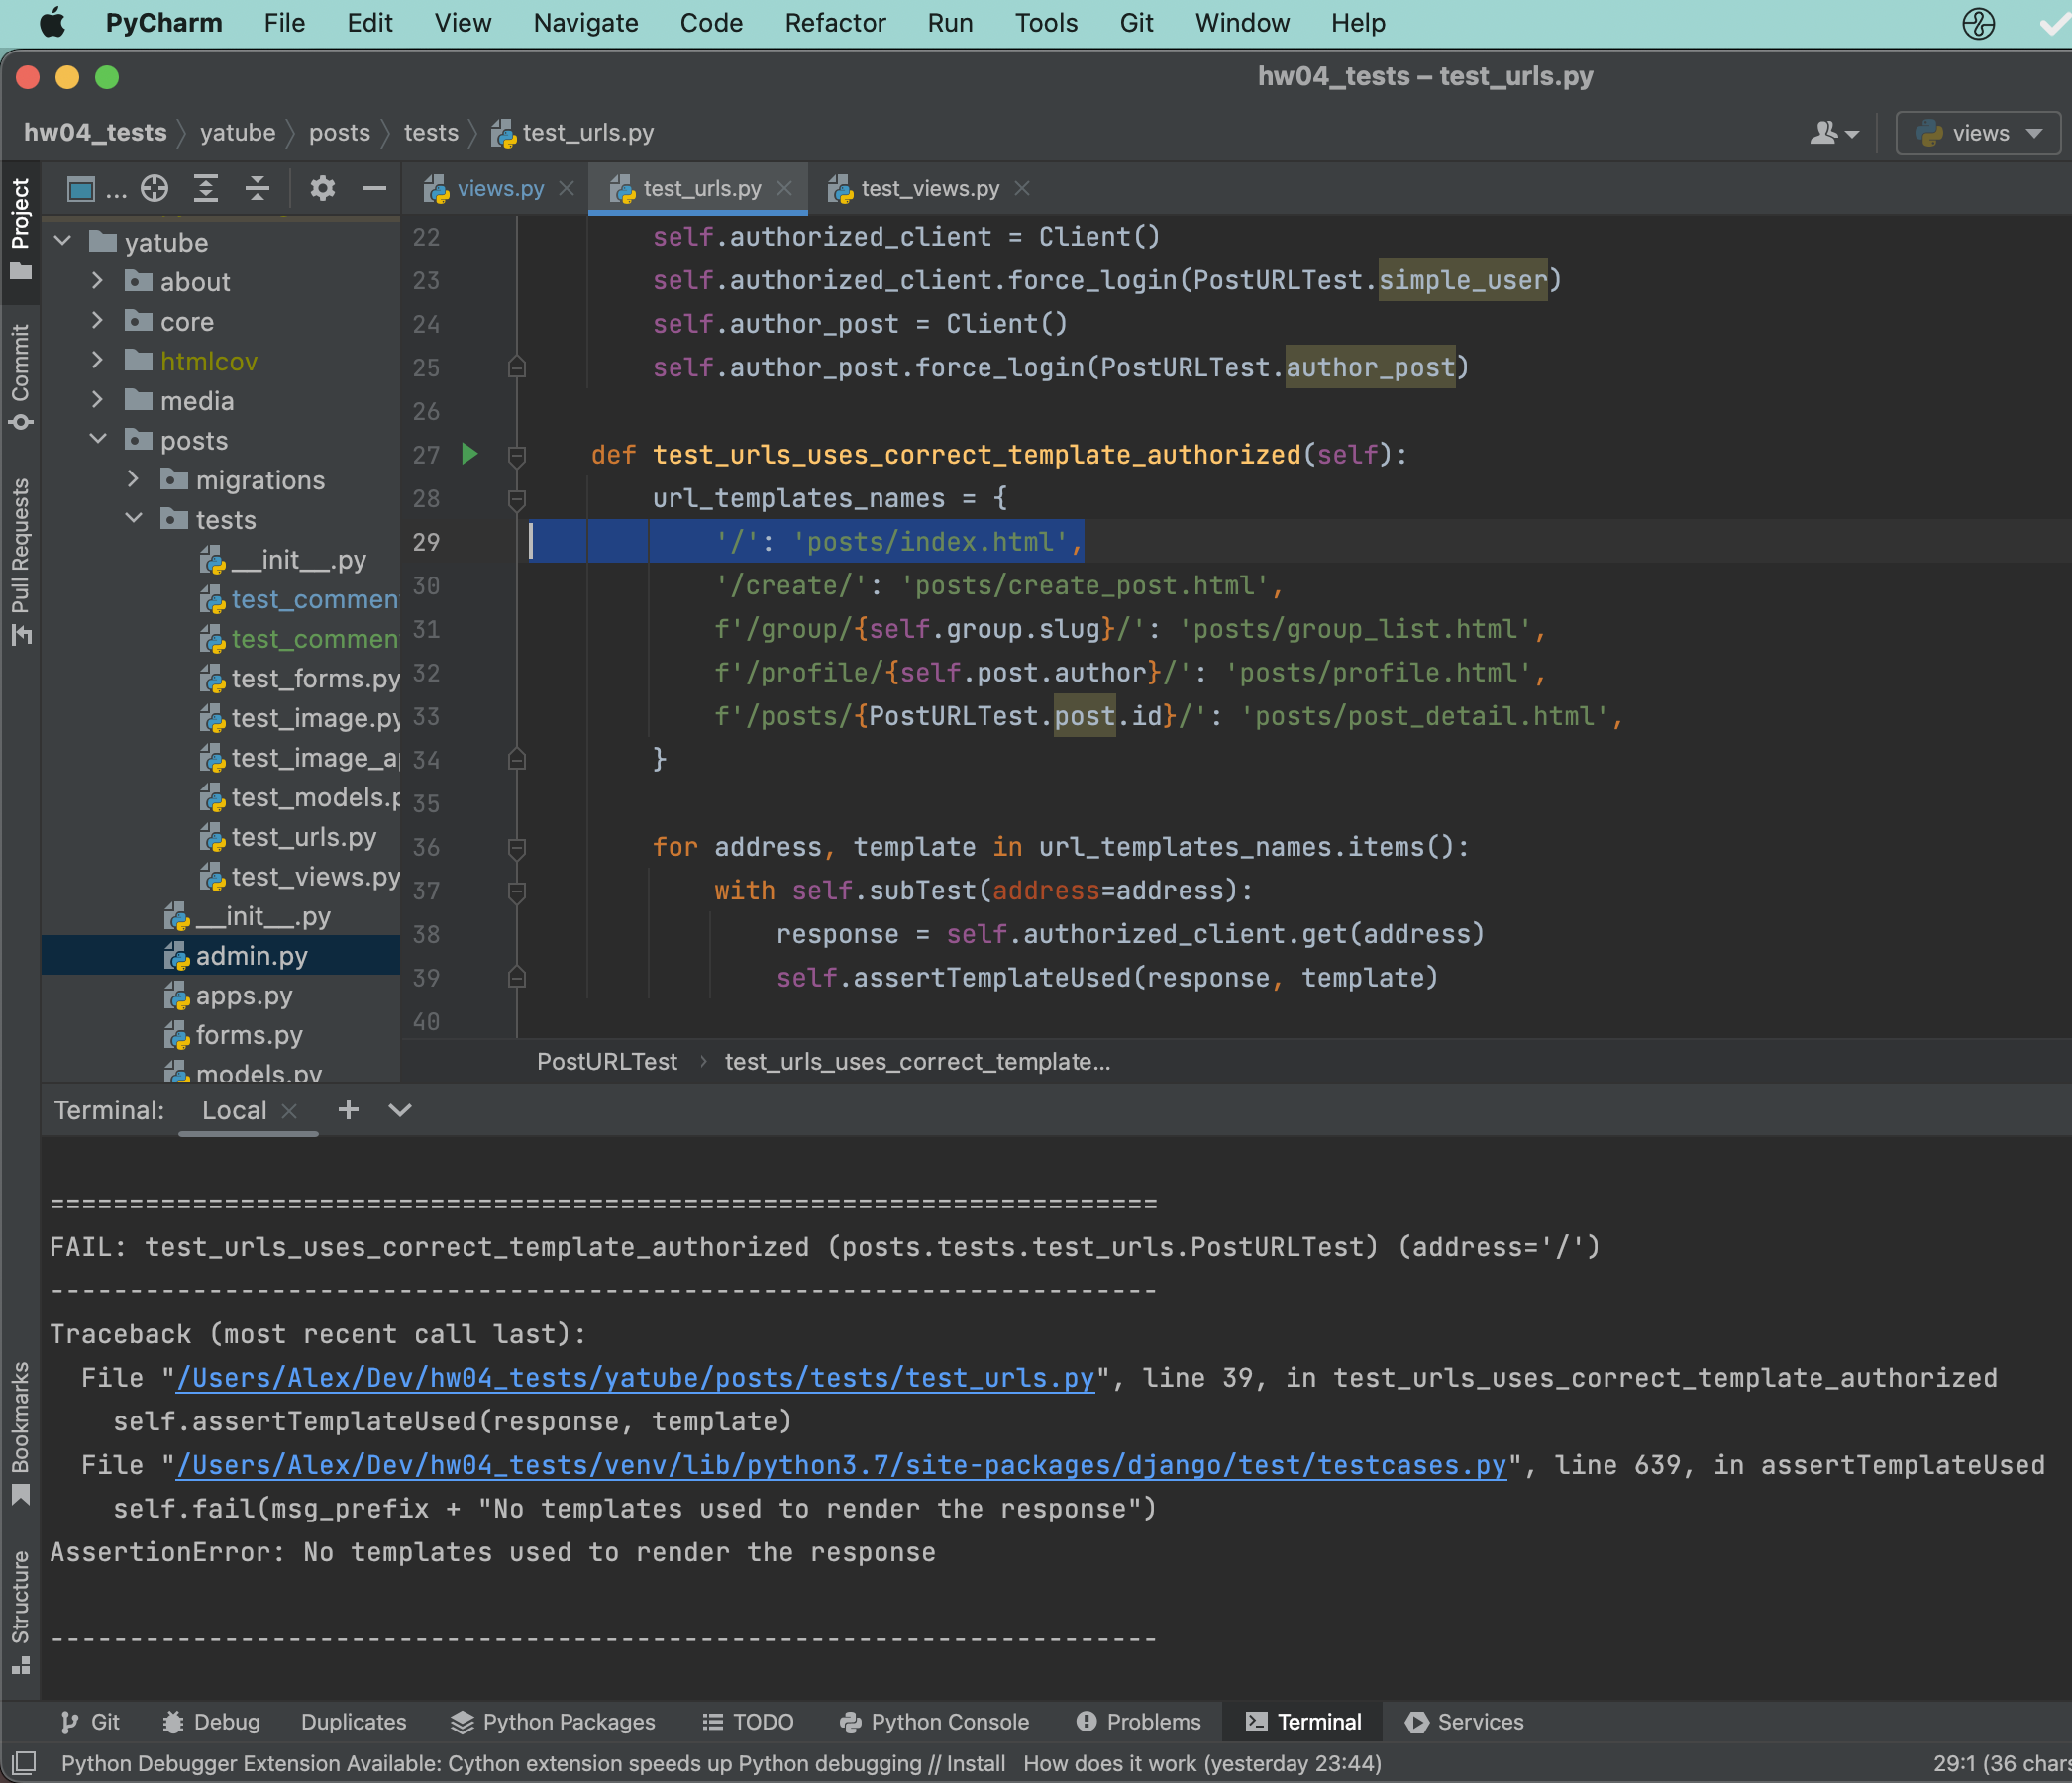 PyCharm File Edit View Navigate Code Refactor Run Tools Git Window Help
hw04_tests – test_urls.py
hw04_tests yatube posts tests test_urls.py views
Project
Commit
Pull Requests
Bookmarks
Structure
...
views.py test_urls.py test_views.py
yatube
about
core
htmlcov
media
posts
migrations
tests
__init__.py
test_commen
test_commen
test_forms.py
test_image.py
test_image_a
test_models.p
test_urls.py
test_views.py
__init__.py
admin.py
apps.py
forms.py
models.py
22 self.authorized_client = Client()
23 self.authorized_client.force_login(PostURLTest.simple_user)
24 self.author_post = Client()
25 self.author_post.force_login(PostURLTest.author_post)
26
27 def test_urls_uses_correct_template_authorized(self):
28 url_templates_names = {
29 '/': 'posts/index.html',
30 '/create/': 'posts/create_post.html',
31 f'/group/{self.group.slug}/': 'posts/group_list.html',
32 f'/profile/{self.post.author}/': 'posts/profile.html',
33 f'/posts/{PostURLTest.post.id}/': 'posts/post_detail.html',
34 }
35
36 for address, template in url_templates_names.items():
37 with self.subTest(address=address):
38 response = self.authorized_client.get(address)
39 self.assertTemplateUsed(response, template)
40
PostURLTest › test_urls_uses_correct_template...
Terminal: Local
======================================================================
FAIL: test_urls_uses_correct_template_authorized (posts.tests.test_urls.PostURLTest) (address='/')
----------------------------------------------------------------------
Traceback (most recent call last):
File "/Users/Alex/Dev/hw04_tests/yatube/posts/tests/test_urls.py", line 39, in test_urls_uses_correct_template_authorized
self.assertTemplateUsed(response, template)
File "/Users/Alex/Dev/hw04_tests/venv/lib/python3.7/site-packages/django/test/testcases.py", line 639, in assertTemplateUsed
self.fail(msg_prefix + "No templates used to render the response")
AssertionError: No templates used to render the response
----------------------------------------------------------------------
Git Debug Duplicates Python Packages TODO Python Console Problems Terminal Services
Python Debugger Extension Available: Cython extension speeds up Python debugging // Install How does it work (yesterday 23:44) 29:1 (36 chars